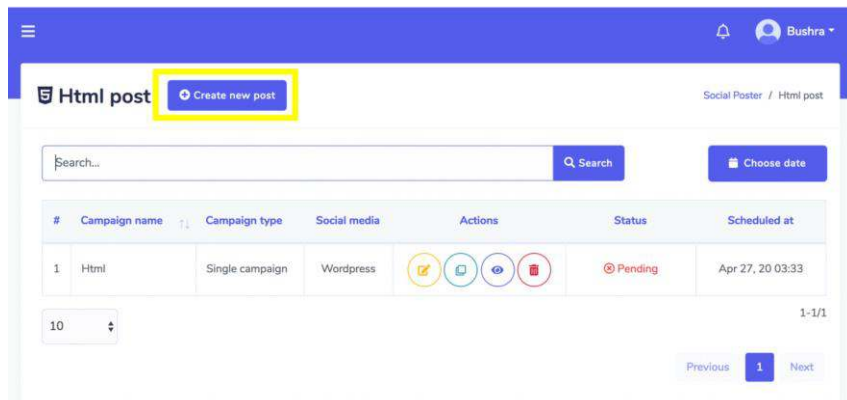 Bushra
Html post
Create new post
Social Poster / Html post
Search...
Search
Choose date
# Campaign name Campaign type Social media Actions Status Scheduled at
1 Html Single campaign Wordpress Pending Apr 27, 20 03:33
10
1-1/1
Previous 1 Next